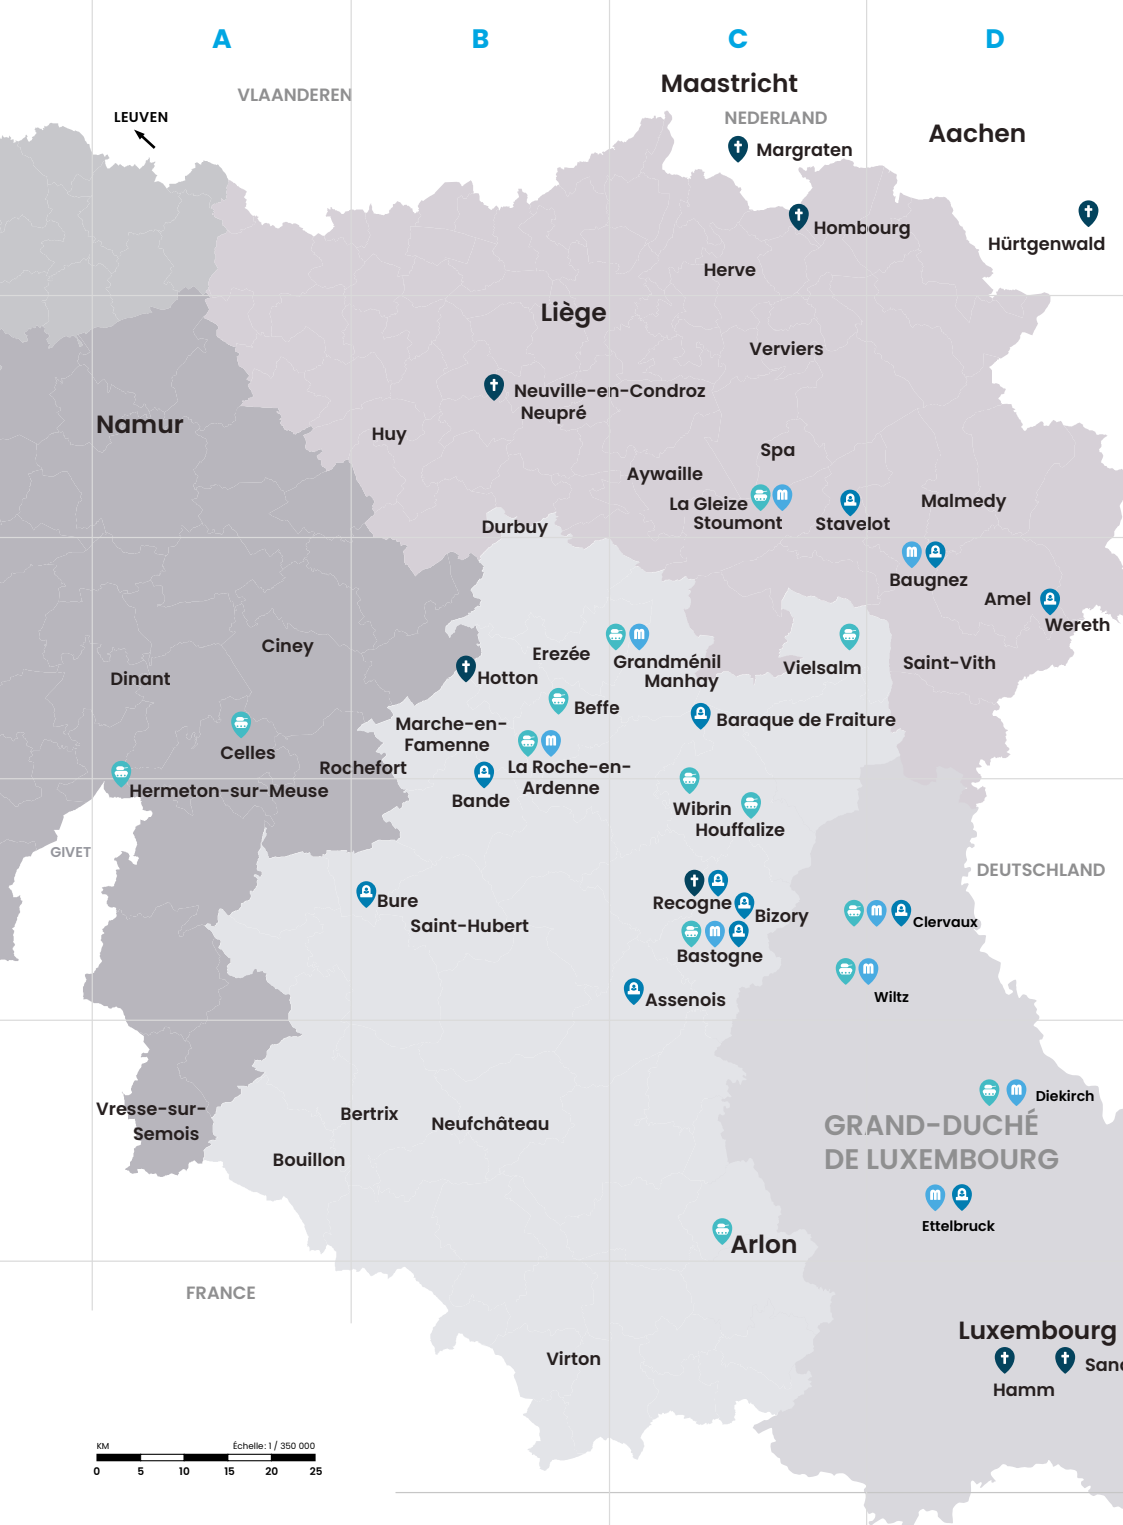 A
B
C
D
Maastricht
VLAANDEREN
LEUVEN
NEDERLAND
Aachen
Margraten
Hombourg
Hürtgenwald
Herve
Liège
Verviers
Neuville-en-Condroz
Neupré
Namur
Huy
Spa
Aywaille
La Gleize
Stoumont
Stavelot
Malmedy
Durbuy
Baugnez
Amel
Wereth
Ciney
Erezée
Grandménil
Manhay
Vielsalm
Saint-Vith
Dinant
Hotton
Beffe
Baraque de Fraiture
Marche-en-
Famenne
Celles
Rochefort
La Roche-en-
Ardenne
Hermeton-sur-Meuse
Bande
Wibrin
Houffalize
GIVET
DEUTSCHLAND
Bure
Recogne
Bizory
Saint-Hubert
Clervaux
Bastogne
Assenois
Wiltz
Diekirch
Vresse-sur-
Semois
Bertrix
Neufchâteau
GRAND-DUCHÉ
DE LUXEMBOURG
Bouillon
Ettelbruck
Arlon
FRANCE
Luxembourg
Virton
Hamm
KM
Échelle: 1 / 350 000
0 5 10 15 20 25